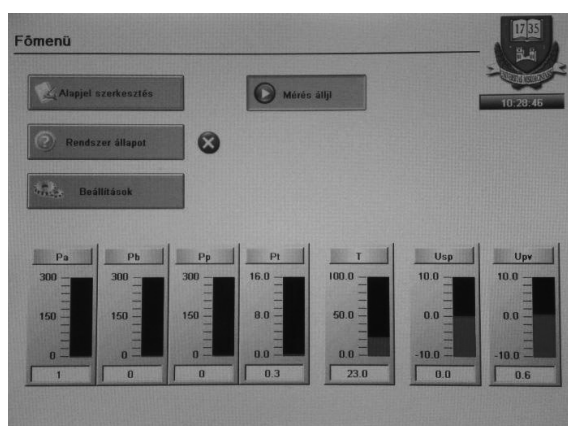 Fõmenü
17 35
10:28:46
Alapjel szerkesztés
Mérés állj!
Rendszer állapot
Beállítások
Pa Pb Pp Pt T Usp Upv
300 300 300 16.0 100.0 10.0 10.0
150 150 150 8.0 50.0 0.0 0.0
0 0 0 0.0 0.0 -10.0 -10.0
1 0 0 0.3 23.0 0.0 0.6